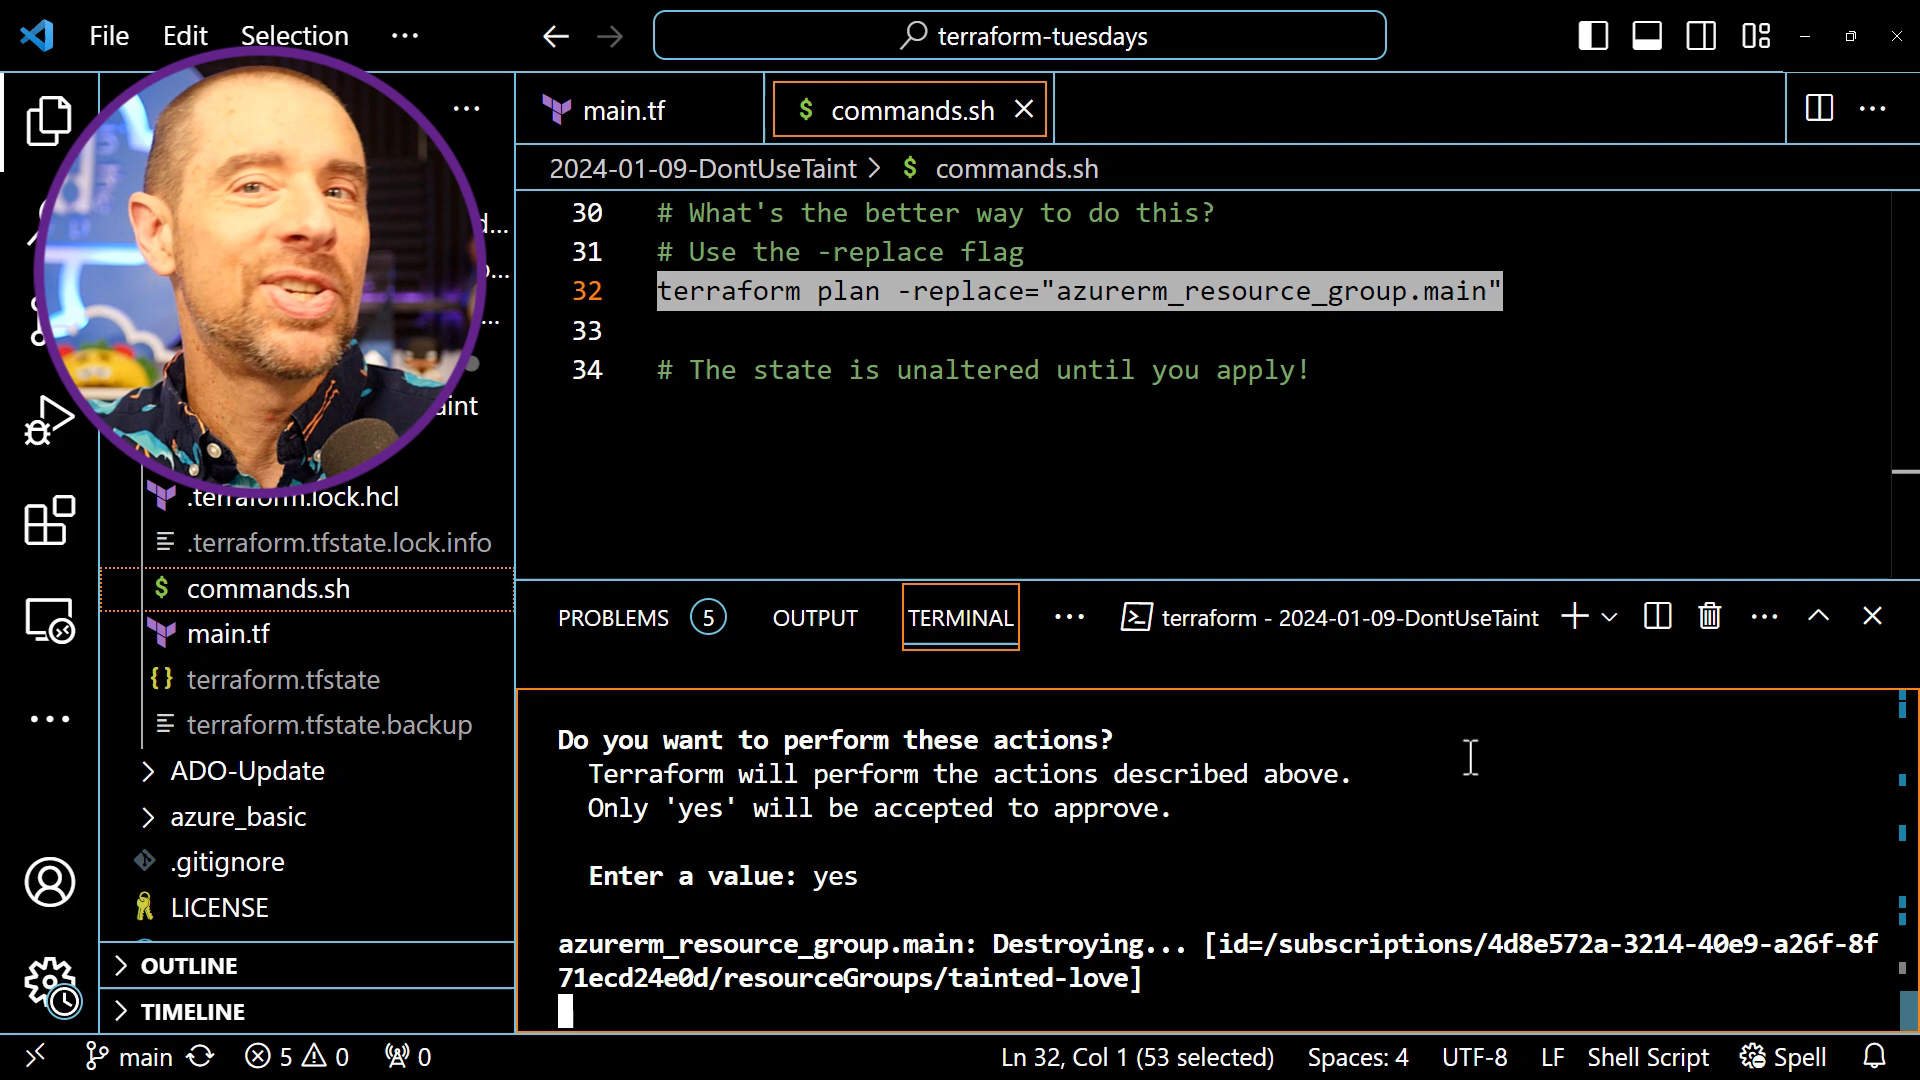 File Edit Selection ···
terraform-tuesdays
main.tf
commands.sh
2024-01-09-DontUseTaint > $ commands.sh
30 # What's the better way to do this?
31 # Use the -replace flag
32 terraform plan -replace="azurerm_resource_group.main"
33
34 # The state is unaltered until you apply!
.terraform.lock.hcl
.terraform.tfstate.lock.info
$ commands.sh
main.tf
{} terraform.tfstate
terraform.tfstate.backup
> ADO-Update
> azure_basic
.gitignore
LICENSE
> OUTLINE
> TIMELINE
PROBLEMS 5 OUTPUT TERMINAL ··· terraform - 2024-01-09-DontUseTaint
Do you want to perform these actions?
Terraform will perform the actions described above.
Only 'yes' will be accepted to approve.
Enter a value: yes
azurerm_resource_group.main: Destroying... [id=/subscriptions/4d8e572a-3214-40e9-a26f-8f
71ecd24e0d/resourceGroups/tainted-love]
main 5 0 0 Ln 32, Col 1 (53 selected) Spaces: 4 UTF-8 LF Shell Script Spell